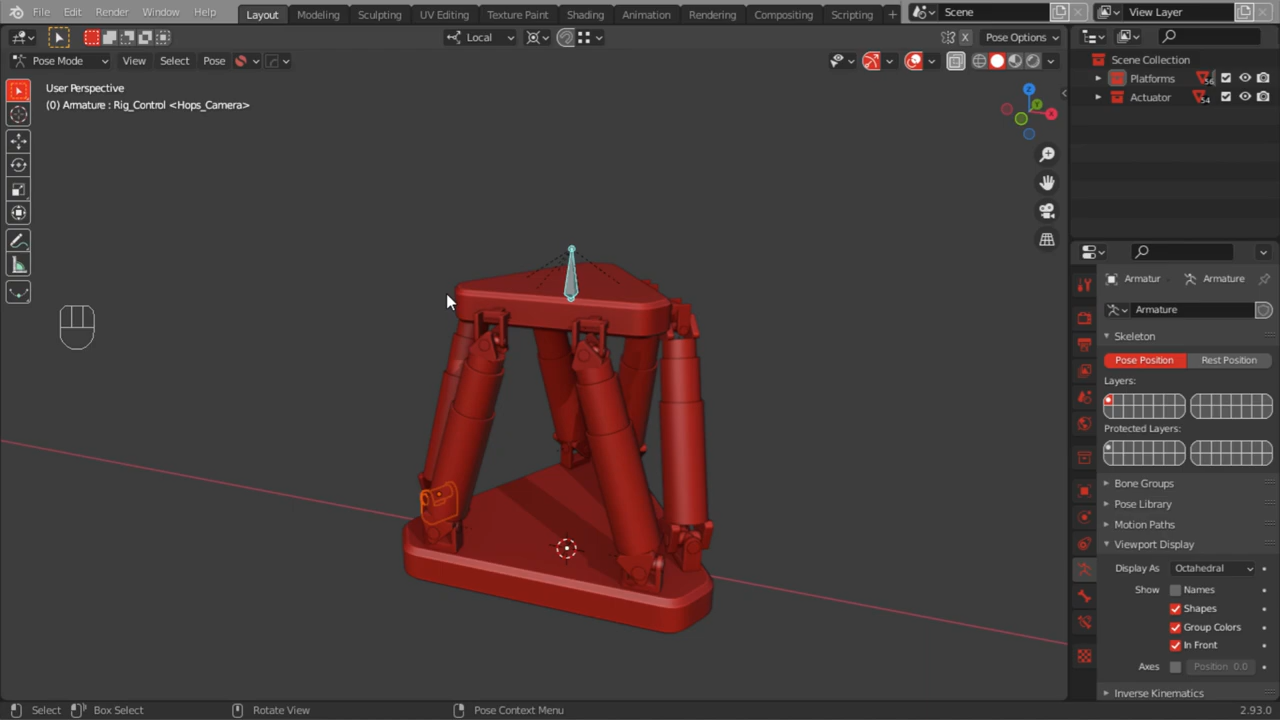 File Edit Render Window Help Layout Modeling Sculpting UV Editing Texture Paint Shading Animation Rendering Compositing Scripting + Scene View Layer
Local Pose Options
Pose Mode View Select Pose
User Perspective
(0) Armature : Rig_Control <Hops_Camera>
Z
Y
X
Scene Collection
Platforms 56
Actuator 54
Armatur Armature
Armature
Skeleton
Pose Position Rest Position
Layers:
Protected Layers:
Bone Groups
Pose Library
Motion Paths
Viewport Display
Display As Octahedral
Show Names
Shapes
Group Colors
In Front
Axes Position 0.0
Inverse Kinematics
Select Box Select Rotate View Pose Context Menu 2.93.0